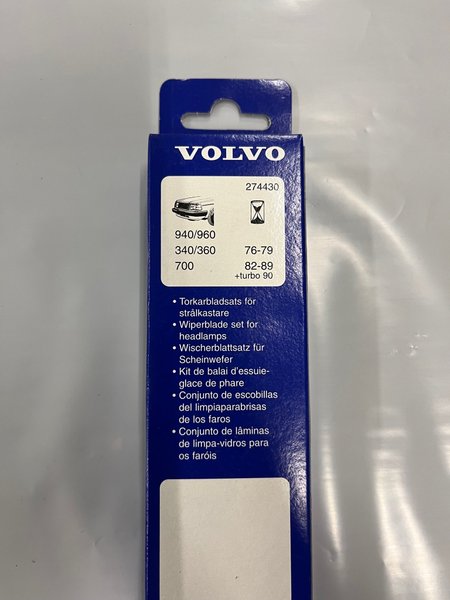 VOLVO
274430
940/960
340/360 76-79
700 82-89
+turbo 90
• Torkarbladsats för
strålkastare
• Wiperblade set for
headlamps
• Wischerblattsatz für
Scheinwefer
• Kit de balai d'essuie-
glace de phare
• Conjunto de escobillas
del limpiaparabrisas
de los faros
• Conjunto de lâminas
de limpa-vidros para
os faróis